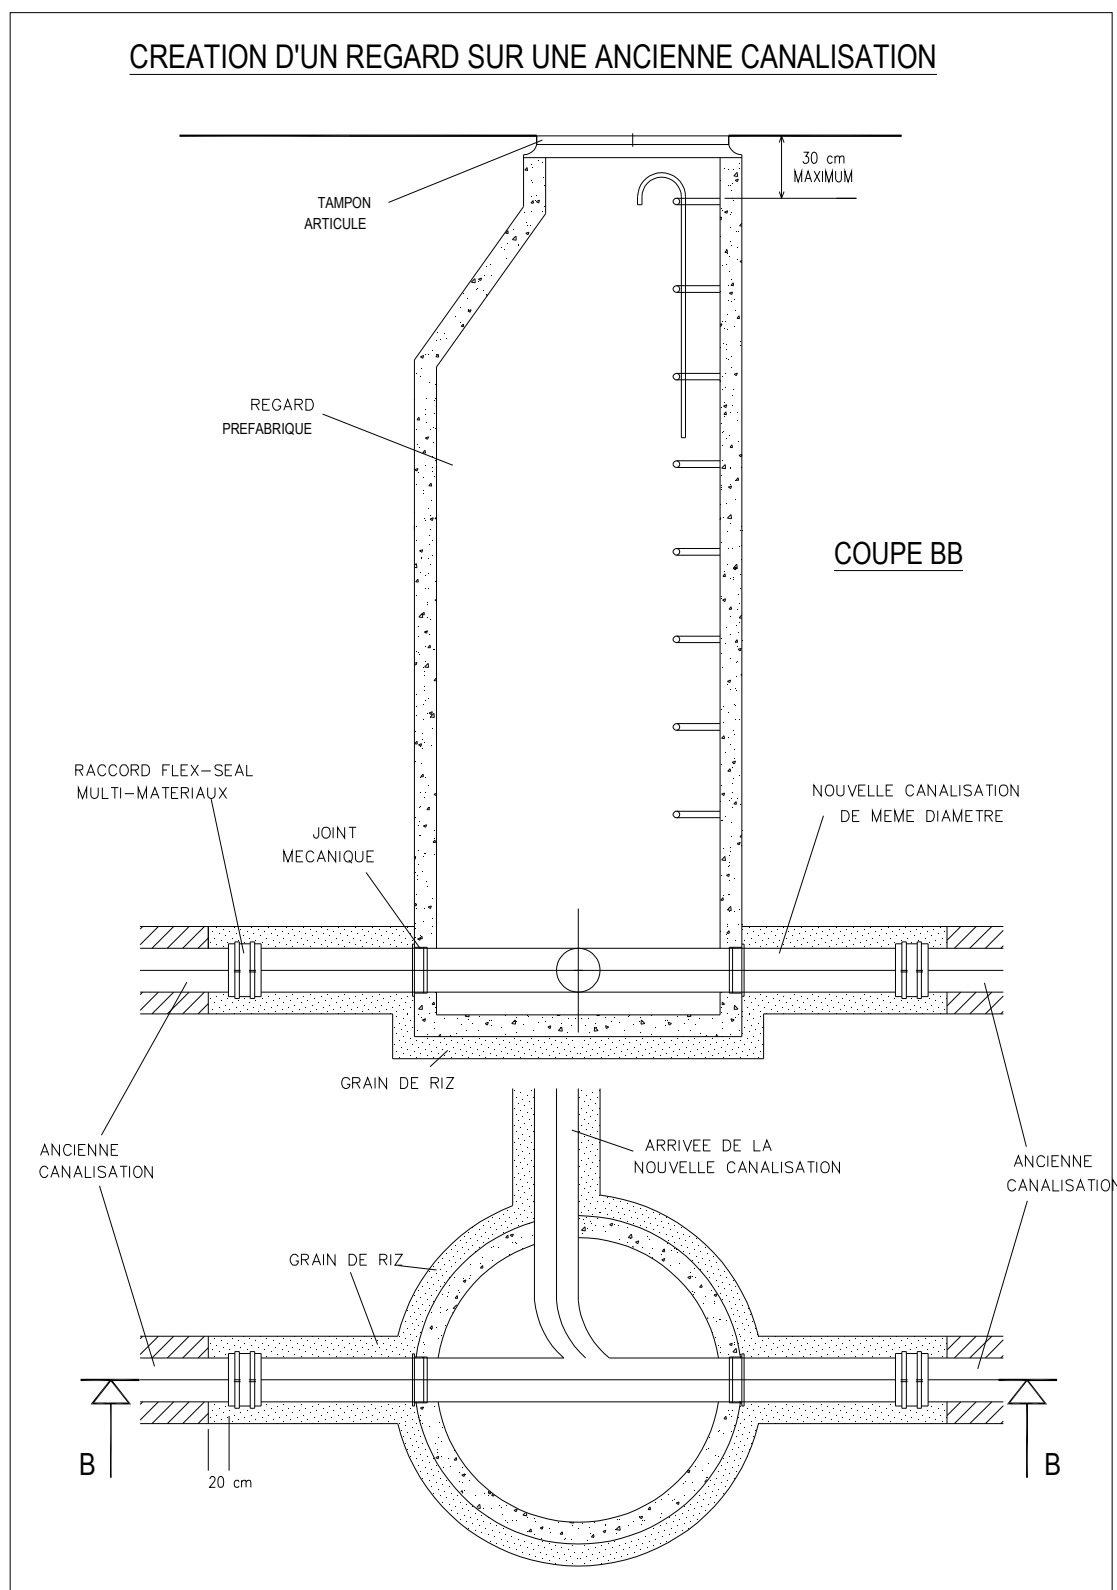 CREATION D'UN REGARD SUR UNE ANCIENNE CANALISATION
30 cm
MAXIMUM
TAMPON
ARTICULE
REGARD
PREFABRIQUE
COUPE BB
RACCORD FLEX-SEAL
MULTI-MATERIAUX
JOINT
MECANIQUE
NOUVELLE CANALISATION
DE MEME DIAMETRE
GRAIN DE RIZ
ANCIENNE
CANALISATION
ARRIVEE DE LA
NOUVELLE CANALISATION
ANCIENNE
CANALISATION
GRAIN DE RIZ
B
20 cm
B